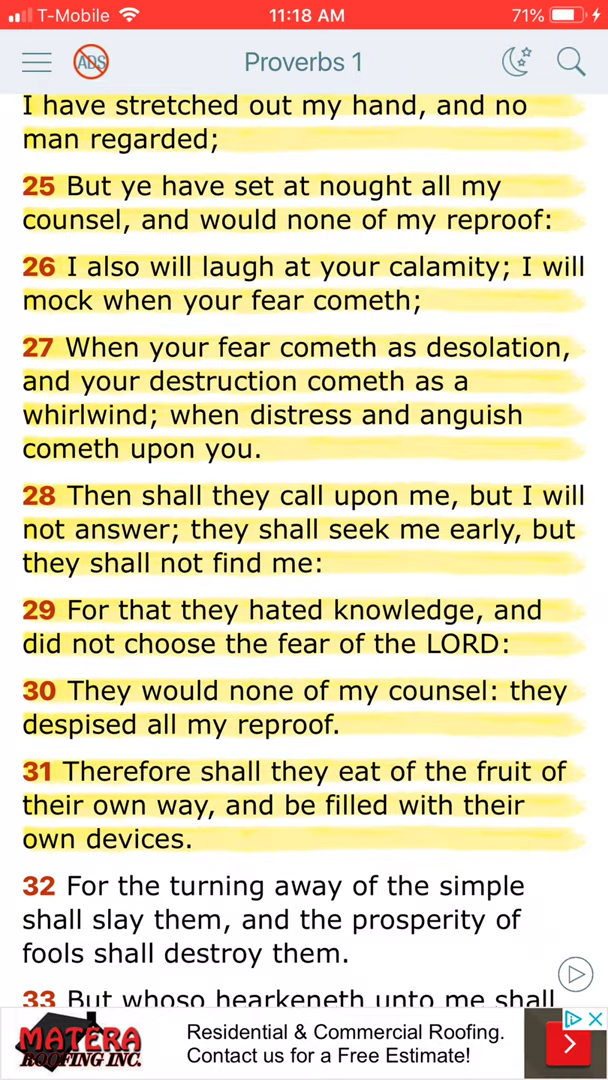 T-Mobile 11:18 AM 71%
ADS Proverbs 1
I have stretched out my hand, and no
man regarded;
25 But ye have set at nought all my
counsel, and would none of my reproof:
26 I also will laugh at your calamity; I will
mock when your fear cometh;
27 When your fear cometh as desolation,
and your destruction cometh as a
whirlwind; when distress and anguish
cometh upon you.
28 Then shall they call upon me, but I will
not answer; they shall seek me early, but
they shall not find me:
29 For that they hated knowledge, and
did not choose the fear of the LORD:
30 They would none of my counsel: they
despised all my reproof.
31 Therefore shall they eat of the fruit of
their own way, and be filled with their
own devices.
32 For the turning away of the simple
shall slay them, and the prosperity of
fools shall destroy them.
33 But whoso hearkeneth unto me shall
MATERA
ROOFING INC.
Residential & Commercial Roofing.
Contact us for a Free Estimate!